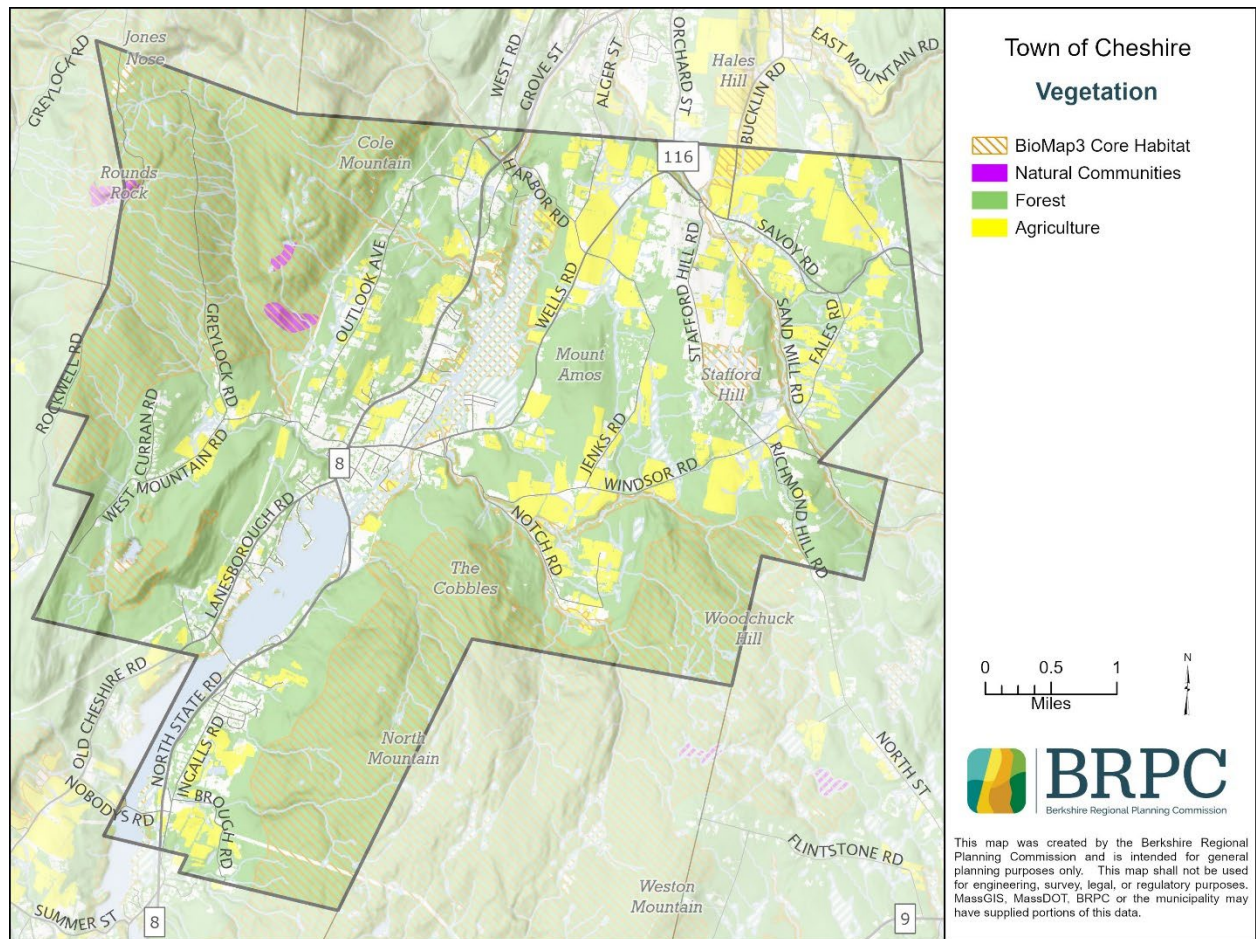 Jones
Nose
GREYLOCK RD
WEST RD
GROVE ST
ALGER ST
ORCHARD ST
Hales
Hill
BUCKLIN RD
EAST MOUNTAIN RD
Cole
Mountain
Rounds
Rock
116
HARBOR RD
SAVOY RD
OUTLOOK AVE
WELLS RD
STAFFORD HILL RD
SAND MILL RD
FALES RD
GREYLOCK RD
ROCKWELL RD
Mount
Amos
Stafford
Hill
CURRAN RD
WEST MOUNTAIN RD
8
JENKS RD
WINDSOR RD
RICHMOND HILL RD
LANESBOROUGH RD
NOTCH RD
The
Cobbles
Woodchuck
Hill
OLD CHESHIRE RD
NORTH STATE RD
INGALLS RD
North
Mountain
NORTH ST
NOBODYS RD
BROUGH RD
FLINTSTONE RD
Weston
Mountain
SUMMER ST
8
9
Town of Cheshire
Vegetation
BioMap3 Core Habitat
Natural Communities
Forest
Agriculture
0 0.5 1
Miles
N
BRPC
Berkshire Regional Planning Commission
This map was created by the Berkshire Regional
Planning Commission and is intended for general
planning purposes only. This map shall not be used
for engineering, survey, legal, or regulatory purposes.
MassGIS, MassDOT, BRPC or the municipality may
have supplied portions of this data.